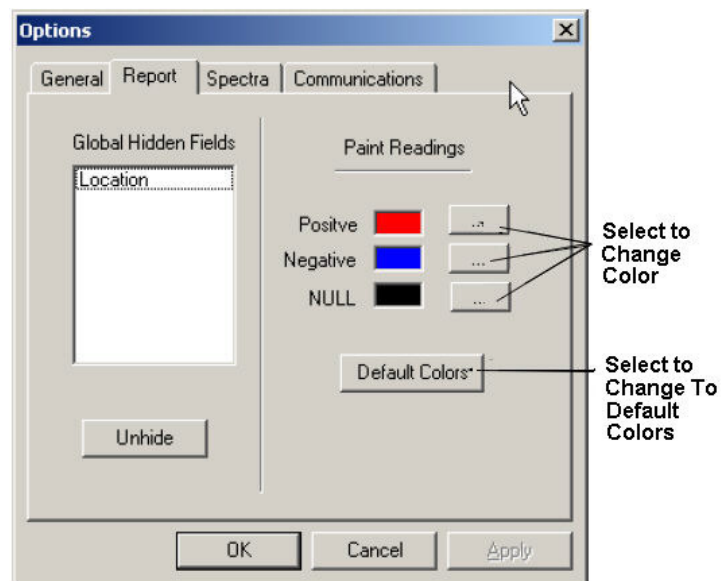 Options
General Report Spectra Communications
Global Hidden Fields
Location
Unhide
Paint Readings
Positve
...
Negative
...
NULL
...
Default Colors
Select to
Change
Color
Select to
Change To
Default
Colors
OK Cancel Apply